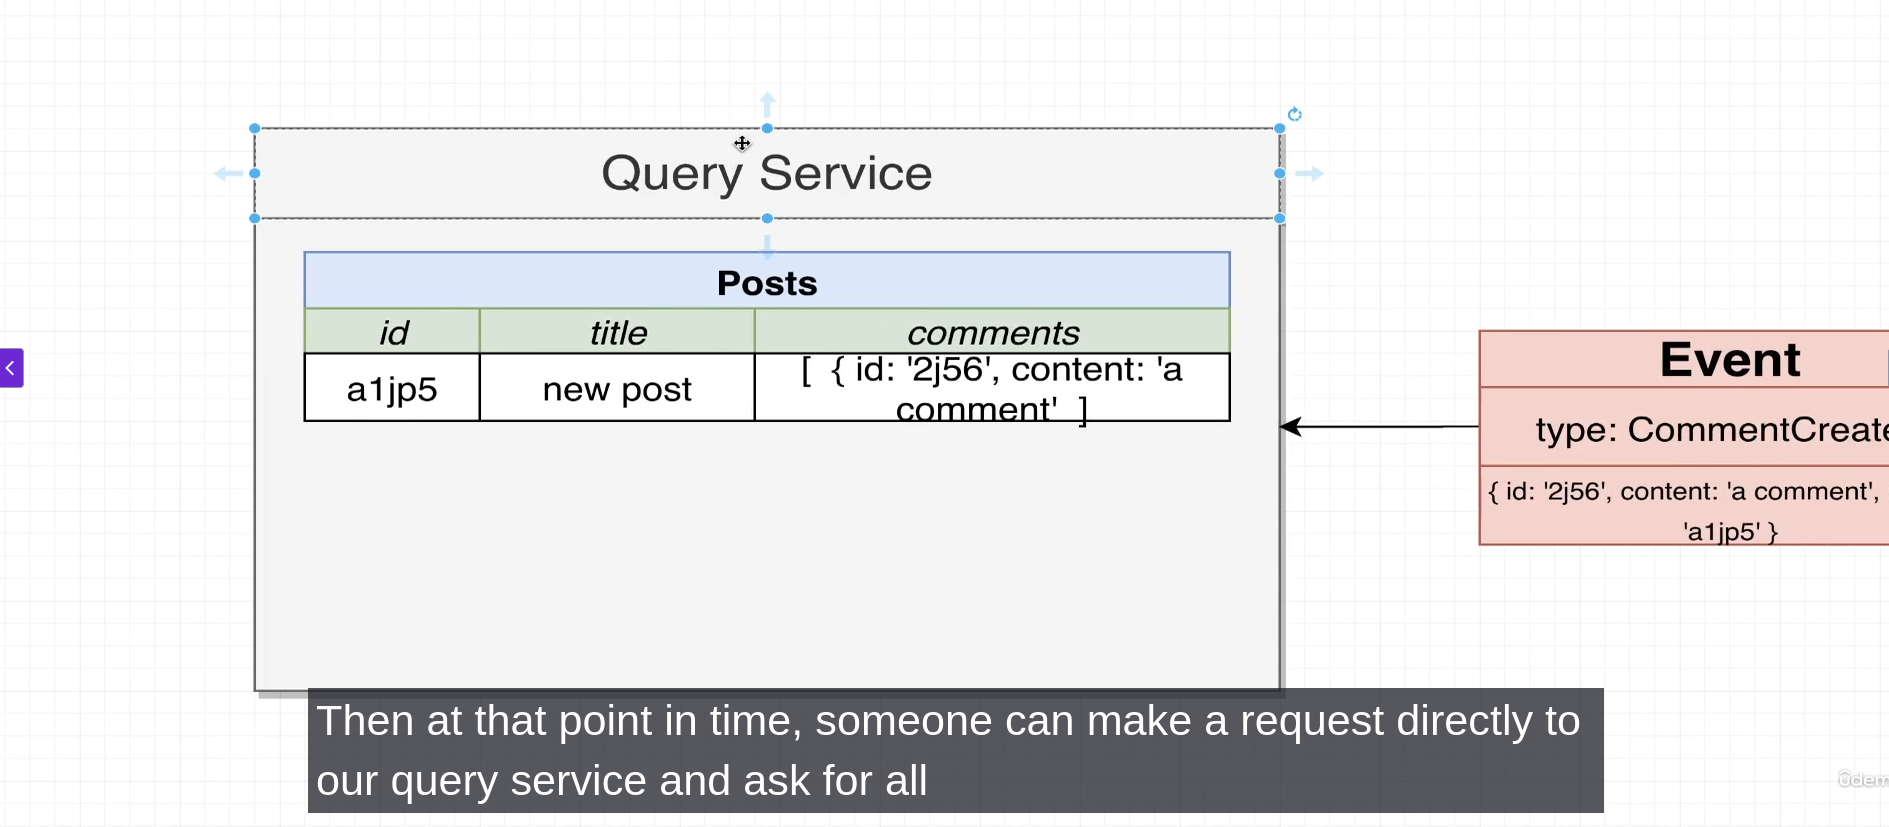 Query Service
Posts
id title comments
a1jp5 new post [ { id: '2j56', content: 'a
comment' ]
Event
type: CommentCreate
{ id: '2j56', content: 'a comment',
'a1jp5' }
Then at that point in time, someone can make a request directly to
our query service and ask for all
ûdem